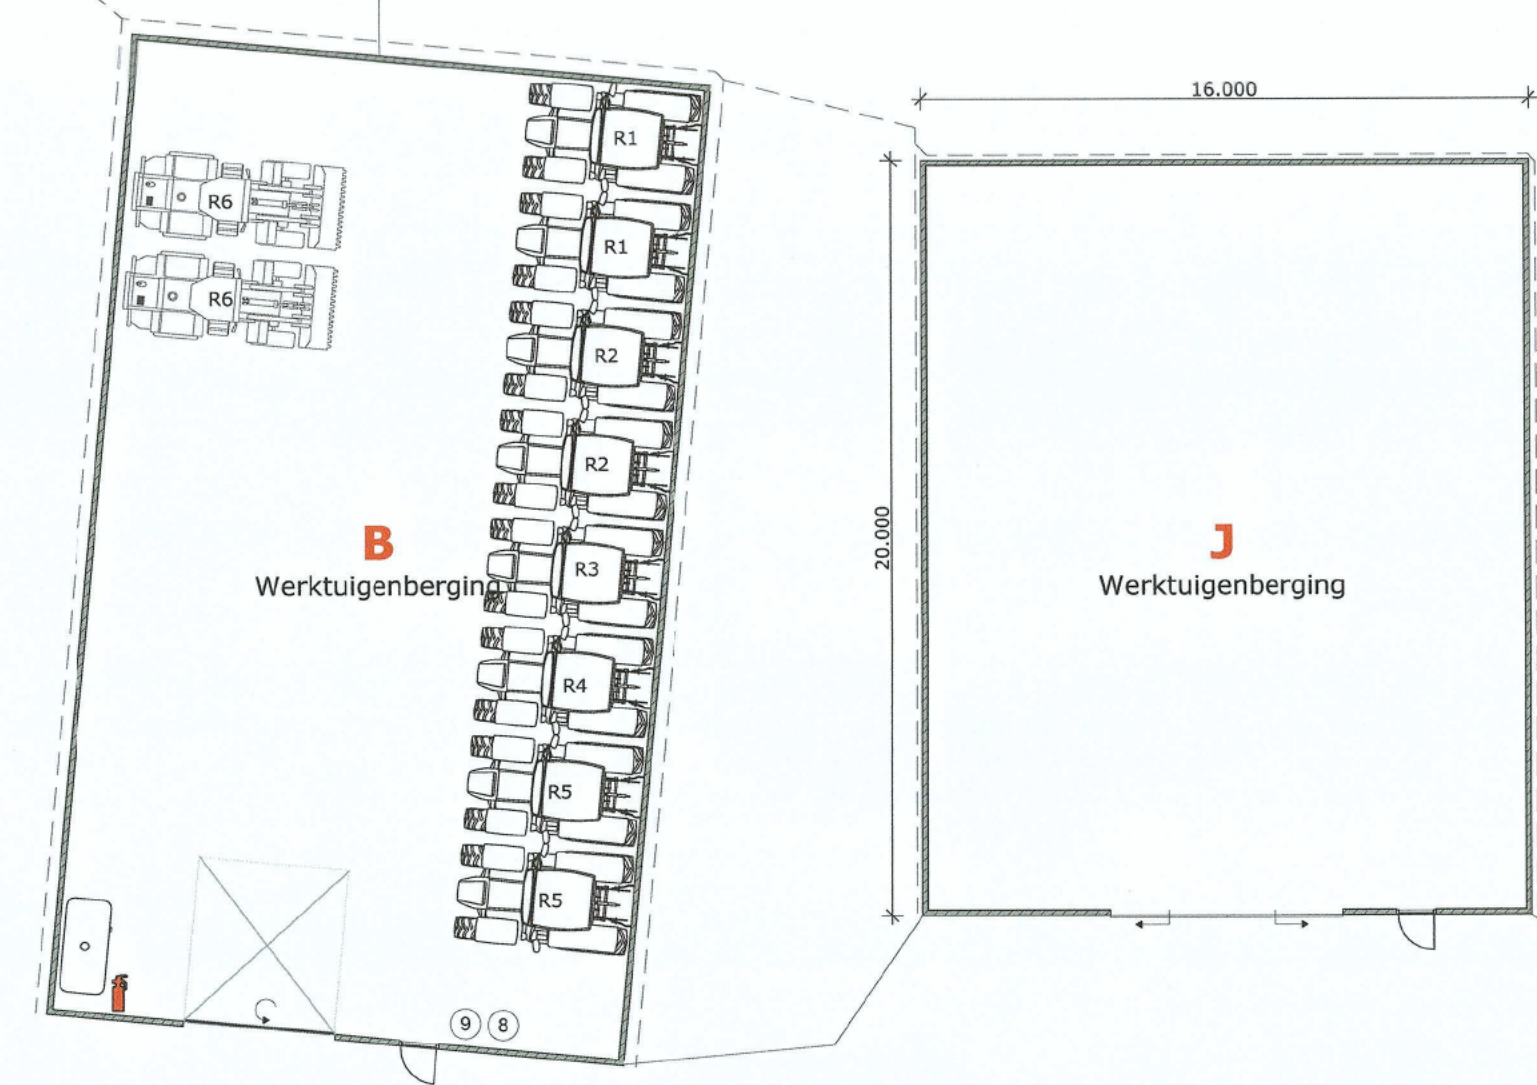 16.000
R1
R6
R1
R6
R2
R2
20.000
B
Werktuigenberging
J
Werktuigenberging
R3
R4
R5
R5
9
8